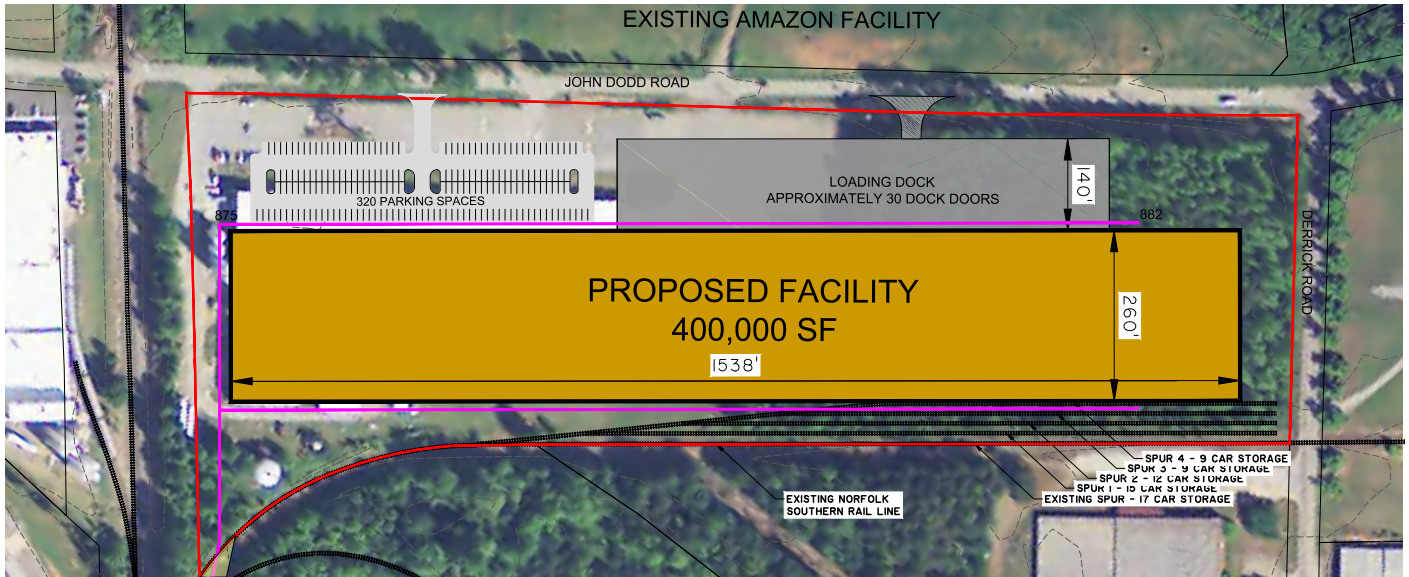 EXISTING AMAZON FACILITY
JOHN DODD ROAD
LOADING DOCK
APPROXIMATELY 30 DOCK DOORS
140'
320 PARKING SPACES
875
882
DERRICK ROAD
PROPOSED FACILITY
400,000 SF
260'
1538'
SPUR 4 - 9 CAR STORAGE
SPUR 3 - 9 CAR STORAGE
SPUR 2 - 12 CAR STORAGE
SPUR 1 - 15 CAR STORAGE
EXISTING SPUR - 17 CAR STORAGE
EXISTING NORFOLK
SOUTHERN RAIL LINE